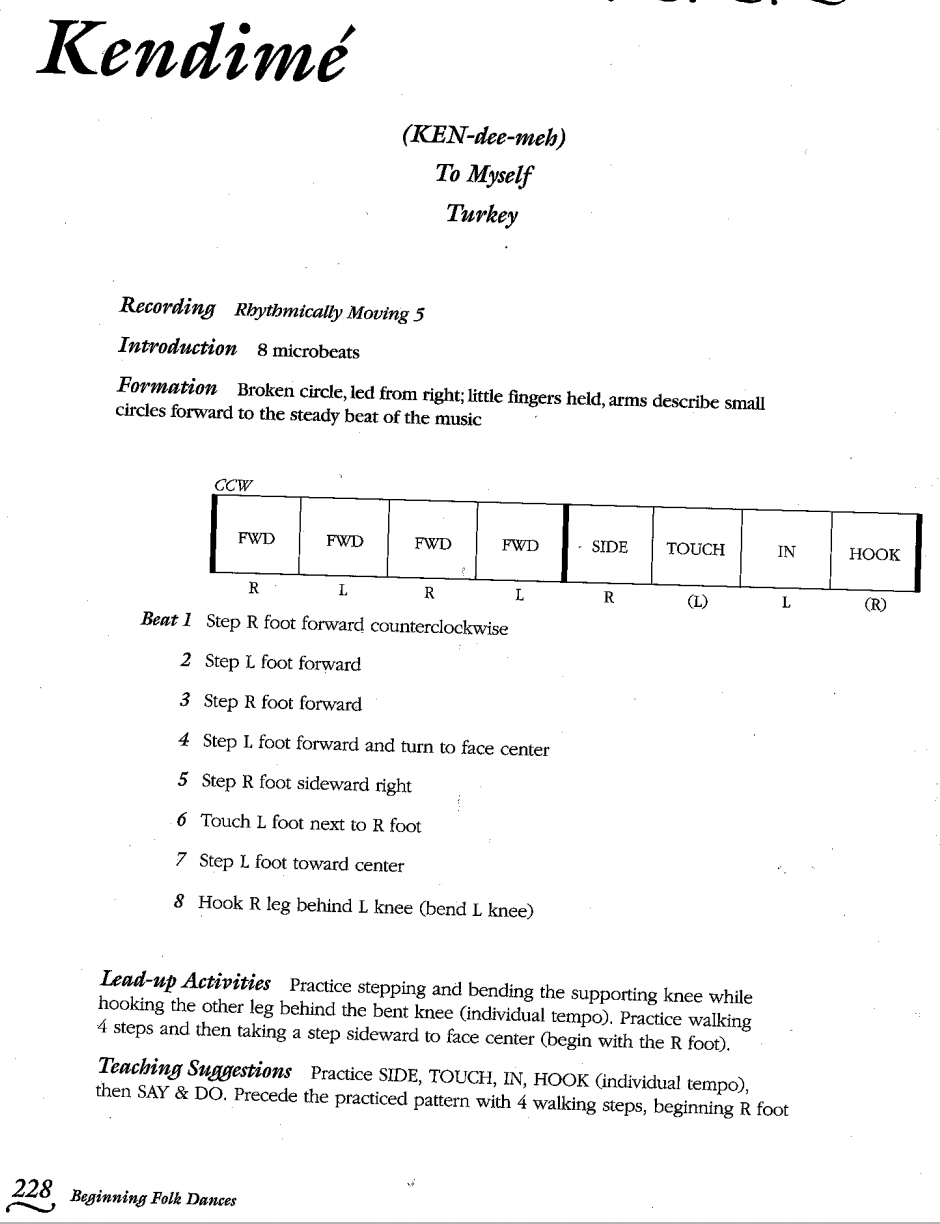 Kendimé
(KEN-dee-meh)
To Myself
Turkey
Recording Rhythmically Moving 5
Introduction 8 microbeats
Formation Broken circle, led from right; little fingers held, arms describe small
circles forward to the steady beat of the music
CCW
FWD FWD FWD FWD SIDE TOUCH IN HOOK
R L R L R (L) L (R)
Beat 1 Step R foot forward counterclockwise
2 Step L foot forward
3 Step R foot forward
4 Step L foot forward and turn to face center
5 Step R foot sideward right
6 Touch L foot next to R foot
7 Step L foot toward center
8 Hook R leg behind L knee (bend L knee)
Lead-up Activities Practice stepping and bending the supporting knee while
hooking the other leg behind the bent knee (individual tempo). Practice walking
4 steps and then taking a step sideward to face center (begin with the R foot).
Teaching Suggestions Practice SIDE, TOUCH, IN, HOOK (individual tempo),
then SAY & DO. Precede the practiced pattern with 4 walking steps, beginning R foot
228 Beginning Folk Dances